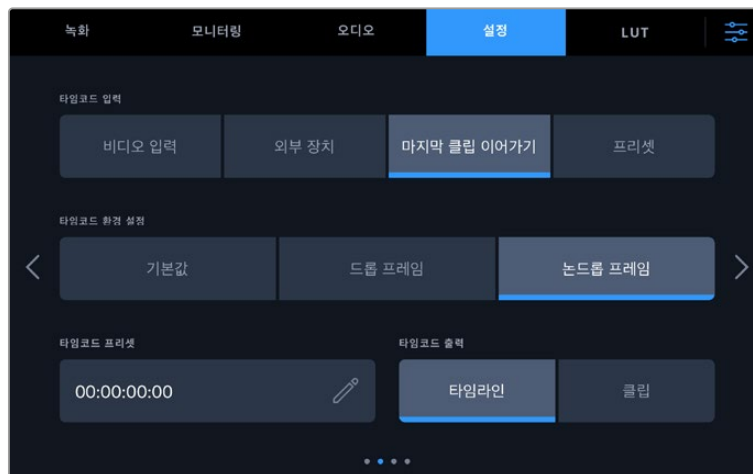 녹화 모니터링 오디오 설정 LUT
타임코드 입력
비디오 입력 외부 장치 마지막 클립 이어가기 프리셋
타임코드 환경 설정
기본값 드롭 프레임 논드롭 프레임
타임코드 프리셋 타임코드 출력
00:00:00:00 타임라인 클립